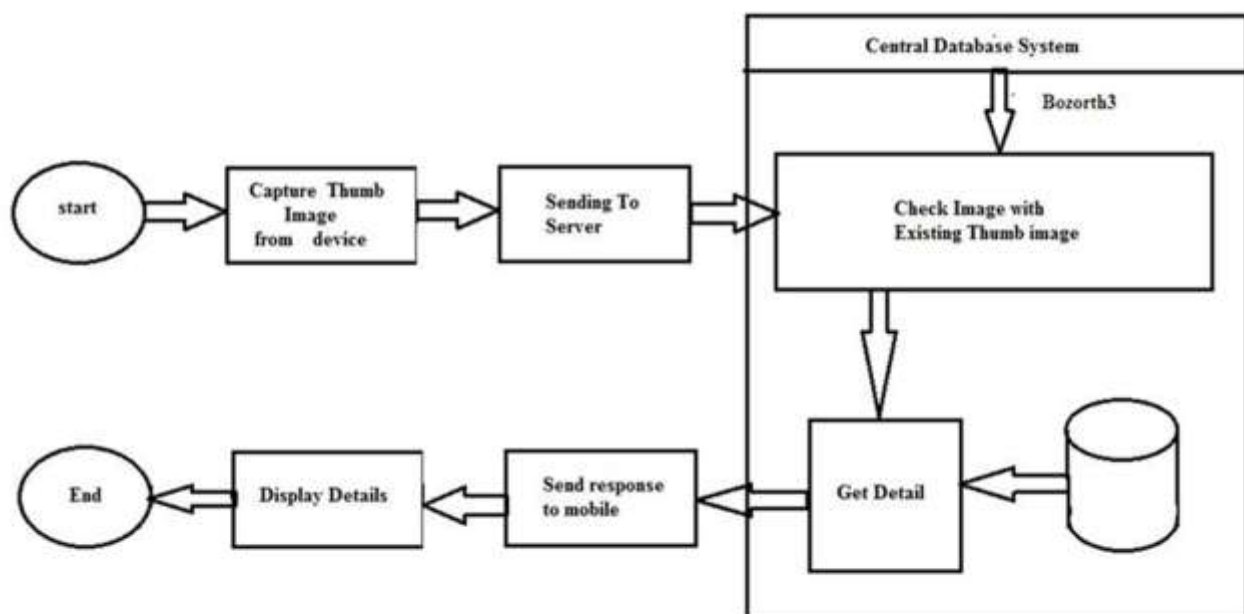 Central Database System
Bozorth3
start
Capture Thumb
Image
from device
Sending To
Server
Check Image with
Existing Thumb image
End
Display Details
Send response
to mobile
Get Detail